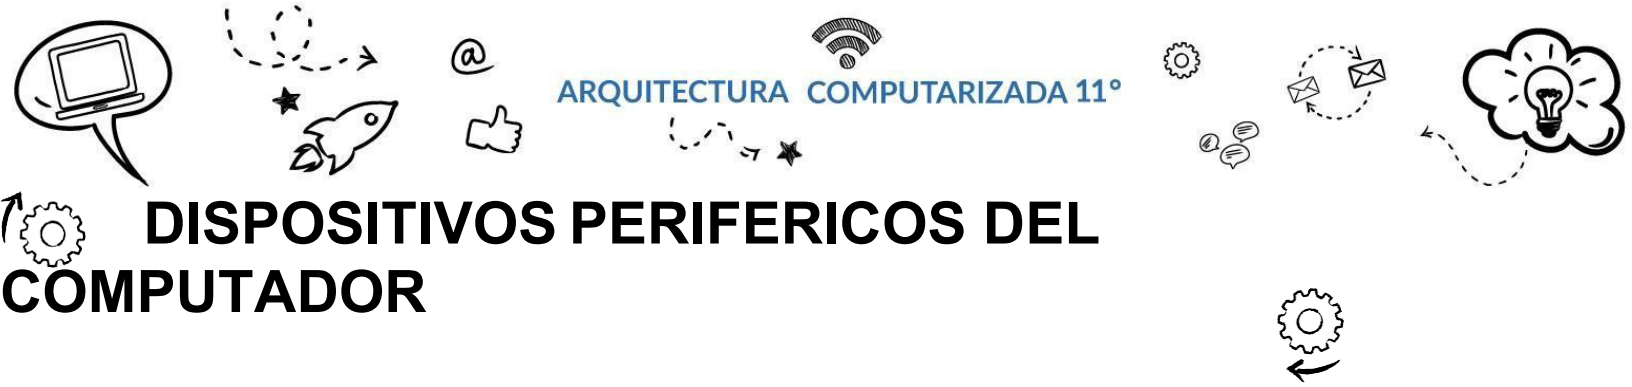 @
ARQUITECTURA COMPUTARIZADA 11°
DISPOSITIVOS PERIFERICOS DEL
COMPUTADOR